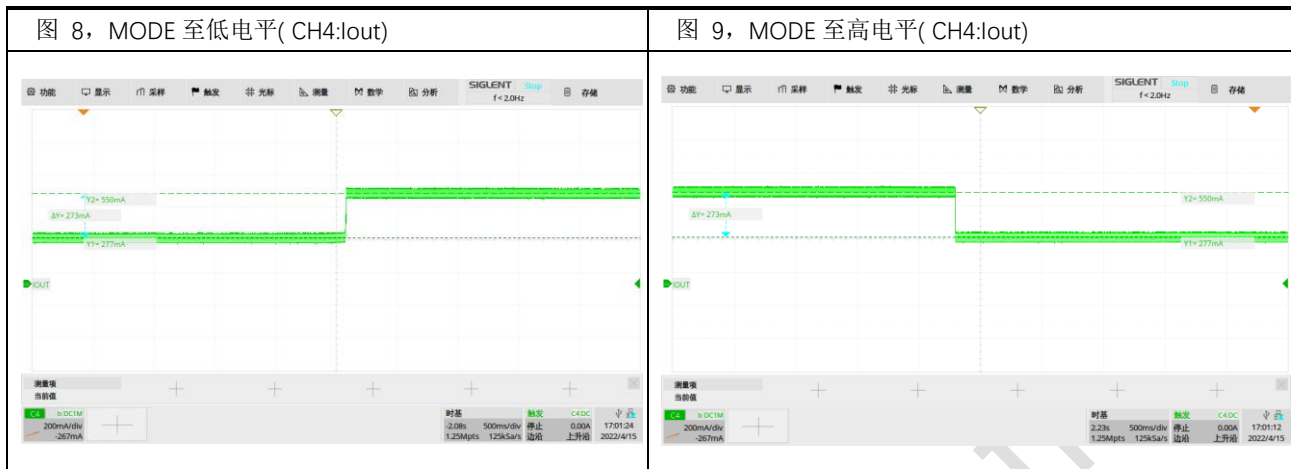 图 8，MODE 至低电平( CH4:Iout)
功能 显示 采样 触发 光标 测量 数学 分析 SIGLENT Stop f < 2.0Hz 存储
Y2= 550mA
ΔY= 273mA
Y1= 277mA
IOUT
测量项
当前值
C4 DC1M
200mA/div
-267mA
时基
-2.08s 500ms/div
1.25Mpts 125kSa/s
触发 C4 DC
停止 0.00A
边沿 上升沿
17:01:24
2022/4/15
图 9，MODE 至高电平( CH4:Iout)
功能 显示 采样 触发 光标 测量 数学 分析 SIGLENT Stop f < 2.0Hz 存储
Y2= 550mA
ΔY= 273mA
Y1= 277mA
IOUT
测量项
当前值
C4 DC1M
200mA/div
-267mA
时基
2.23s 500ms/div
1.25Mpts 125kSa/s
触发 C4 DC
停止 0.00A
边沿 上升沿
17:01:12
2022/4/15